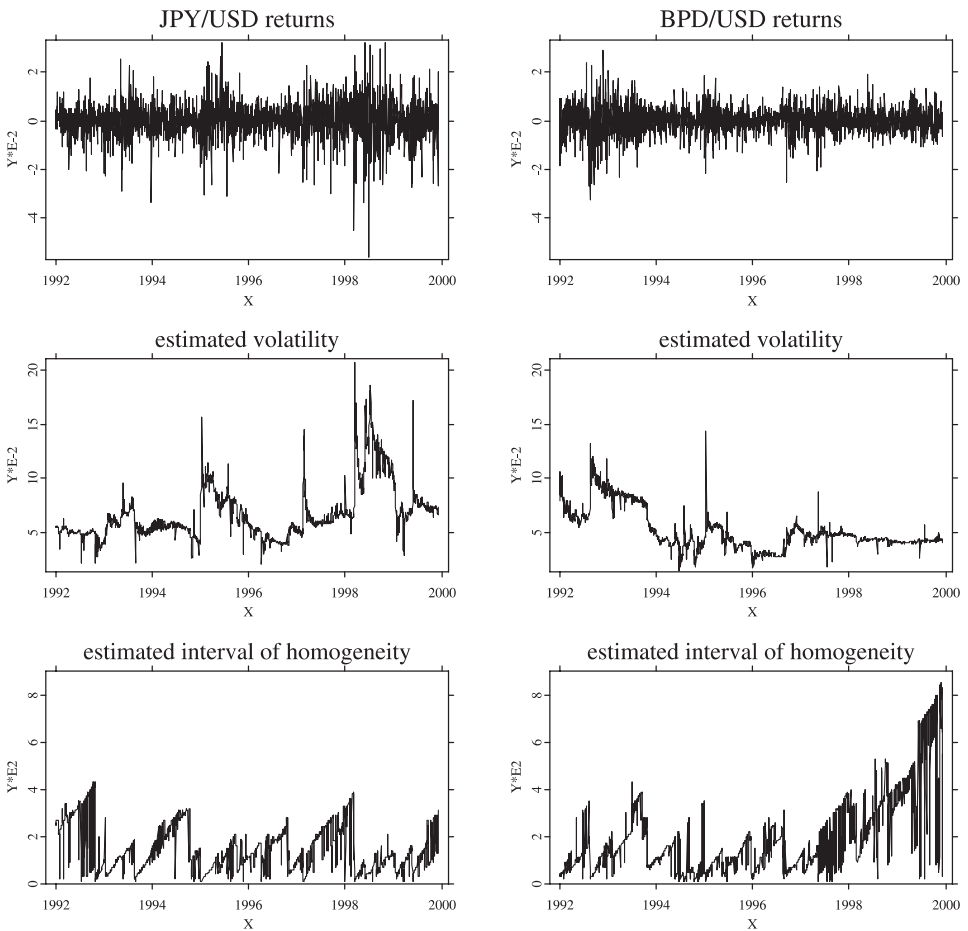 JPY/USD returns
Y*E-2
2
0
-2
-4
1992 1994 1996 1998 2000
X
BPD/USD returns
Y*E-2
2
0
-2
-4
1992 1994 1996 1998 2000
X
estimated volatility
Y*E-2
20
15
10
5
1992 1994 1996 1998 2000
X
estimated volatility
Y*E-2
20
15
10
5
1992 1994 1996 1998 2000
X
estimated interval of homogeneity
Y*E2
8
6
4
2
0
1992 1994 1996 1998 2000
X
estimated interval of homogeneity
Y*E2
8
6
4
2
0
1992 1994 1996 1998 2000
X